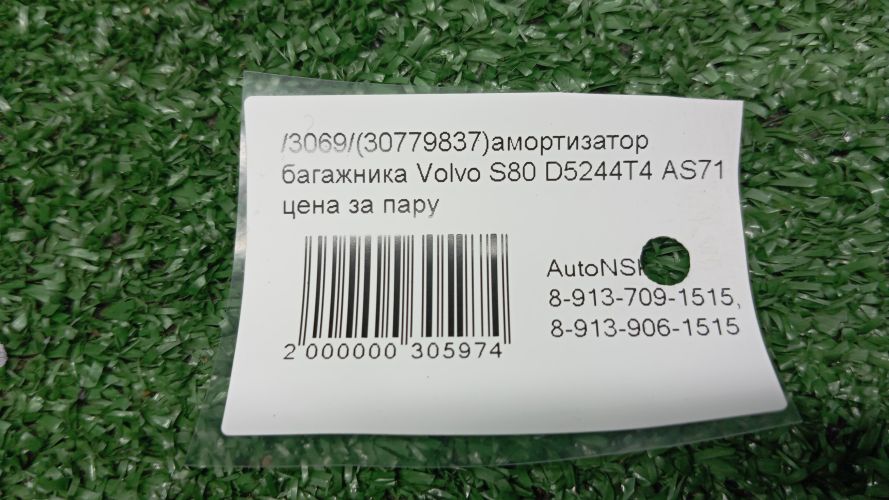 /3069/(30779837)амортизатор
багажника Volvo S80 D5244T4 AS71
цена за пару
AutoNS
8-913-709-1515,
8-913-906-1515
2 000000 305974